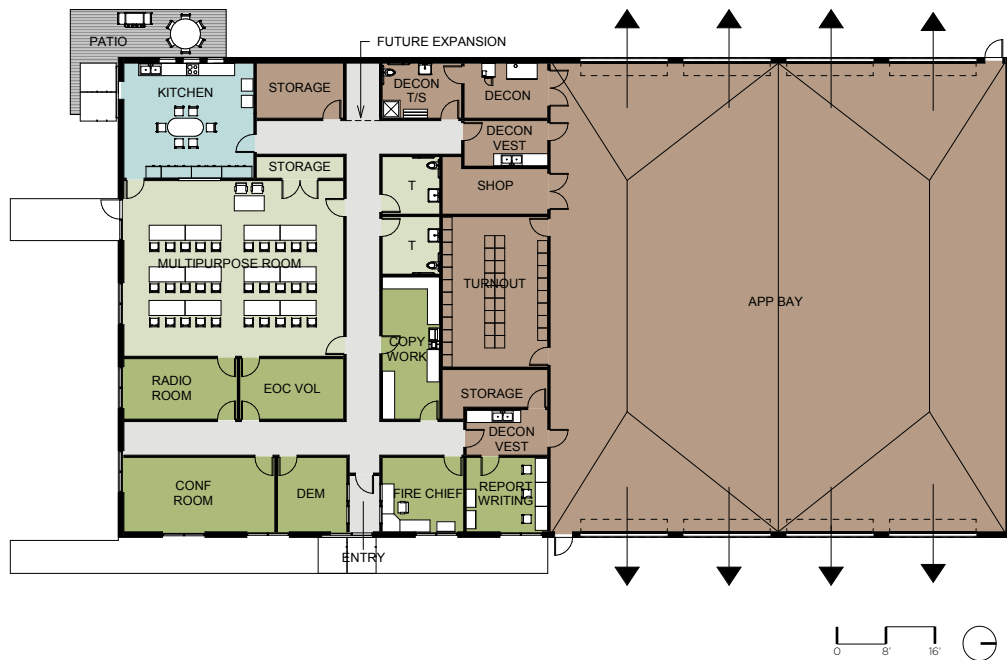 PATIO
FUTURE EXPANSION
KITCHEN
STORAGE
DECON
T/S
DECON
DECON
VEST
STORAGE
T
SHOP
T
MULTIPURPOSE ROOM
TURNOUT
APP BAY
COPY
WORK
RADIO
ROOM
EOC VOL
STORAGE
DECON
VEST
CONF
ROOM
DEM
FIRE CHIEF
REPORT
WRITING
ENTRY
0
8'
16'